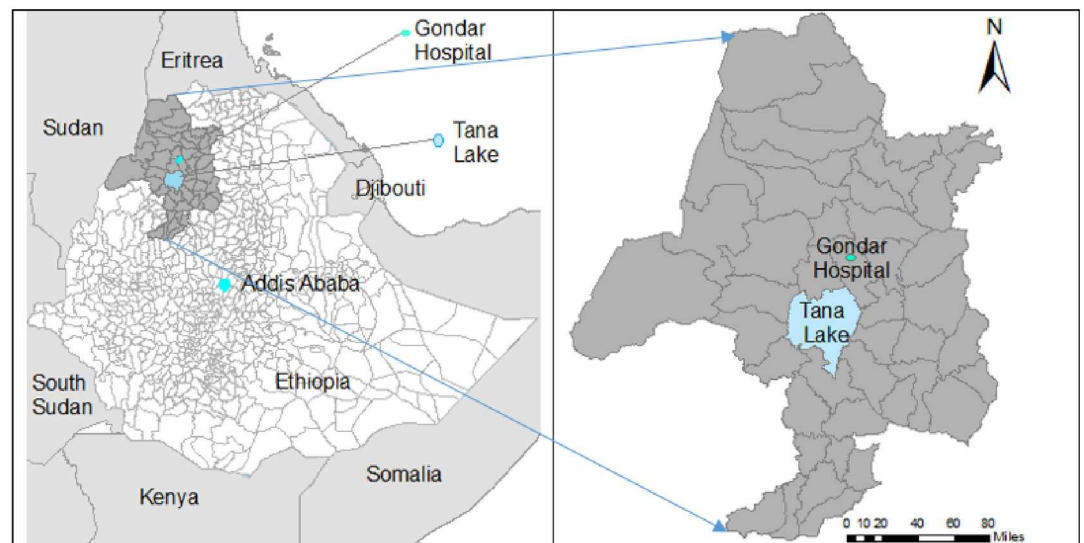 Gondar
Hospital
Eritrea
Sudan
Tana
Lake
Djibouti
Addis Ababa
Ethiopia
South
Sudan
Somalia
Kenya
N
Gondar
Hospital
Tana
Lake
0 10 20 40 60 80
Miles